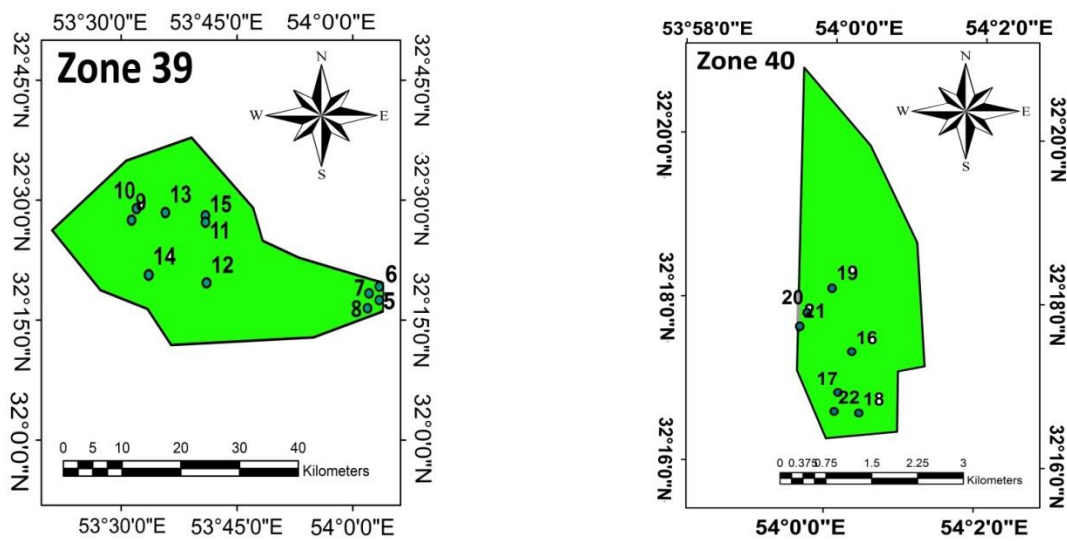 53°30'0"E 53°45'0"E 54°0'0"E
Zone 39
N
W E
S
32°45'0"N 32°30'0"N 32°15'0"N 32°0'0"N
32°45'0"N 32°30'0"N 32°15'0"N 32°0'0"N
10 9 13 15
11
14 12
6
7 5
8
0 5 10 20 30 40
Kilometers
53°30'0"E 53°45'0"E 54°0'0"E
53°58'0"E 54°0'0"E 54°2'0"E
Zone 40
N
W E
S
32°20'0"N 32°18'0"N 32°16'0"N
32°20'0"N 32°18'0"N 32°16'0"N
19
20 21
16
17
22 18
0 0.375 0.75 1.5 2.25 3
Kilometers
54°0'0"E 54°2'0"E